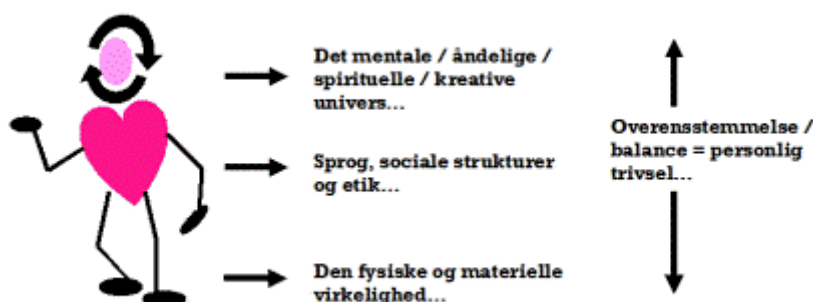 Det mentale / åndelige /
spirituelle / kreative
univers...
Sprog, sociale strukturer
og etik...
Den fysiske og materielle
virkelighed...
Overensstemmelse /
balance = personlig
trivsel...